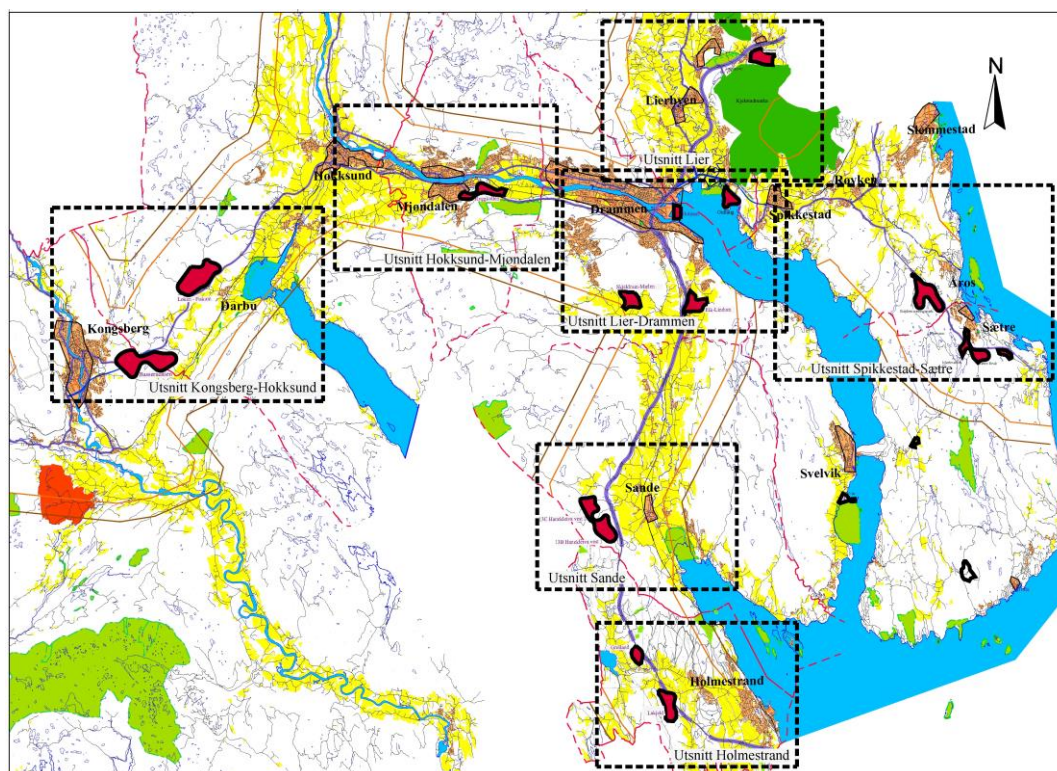 N
Lierbyen
Slemmestad
Utsnitt Lier
Røyken
Hokksund
Mjøndalen
Drammen
Spikkestad
Utsnitt Hokksund-Mjøndalen
Darbu
Kongsberg
Utsnitt Kongsberg-Hokksund
Utsnitt Lier-Drammen
Åros
Sætre
Utsnitt Spikkestad-Sætre
Svelvik
Sande
Utsnitt Sande
Holmestrand
Utsnitt Holmestrand